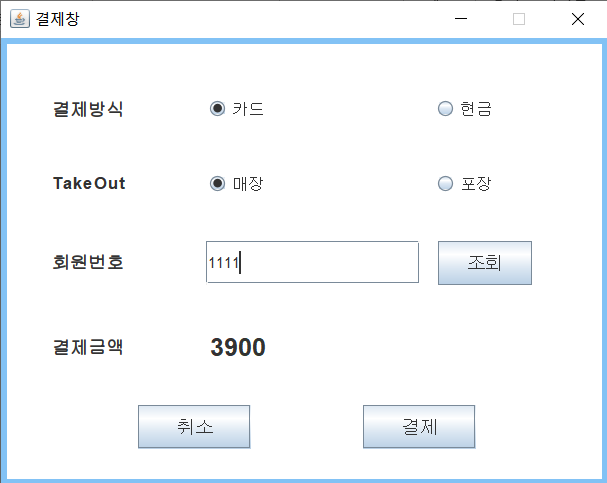 결제창
결제방식 카드 현금
TakeOut 매장 포장
회원번호 1111 조회
결제금액 3900
취소 결제